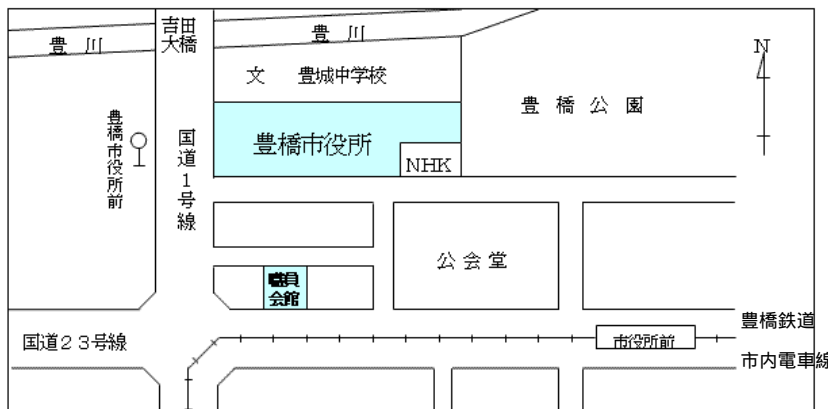 吉田
大橋
豊 川
豊 川
N
文 豊城中学校
豊 橋 公 園
豊橋市役所前
国道1号線
豊橋市役所
NHK
公 会 堂
職員
会館
豊橋鉄道
国道23号線
市役所前
市内電車線